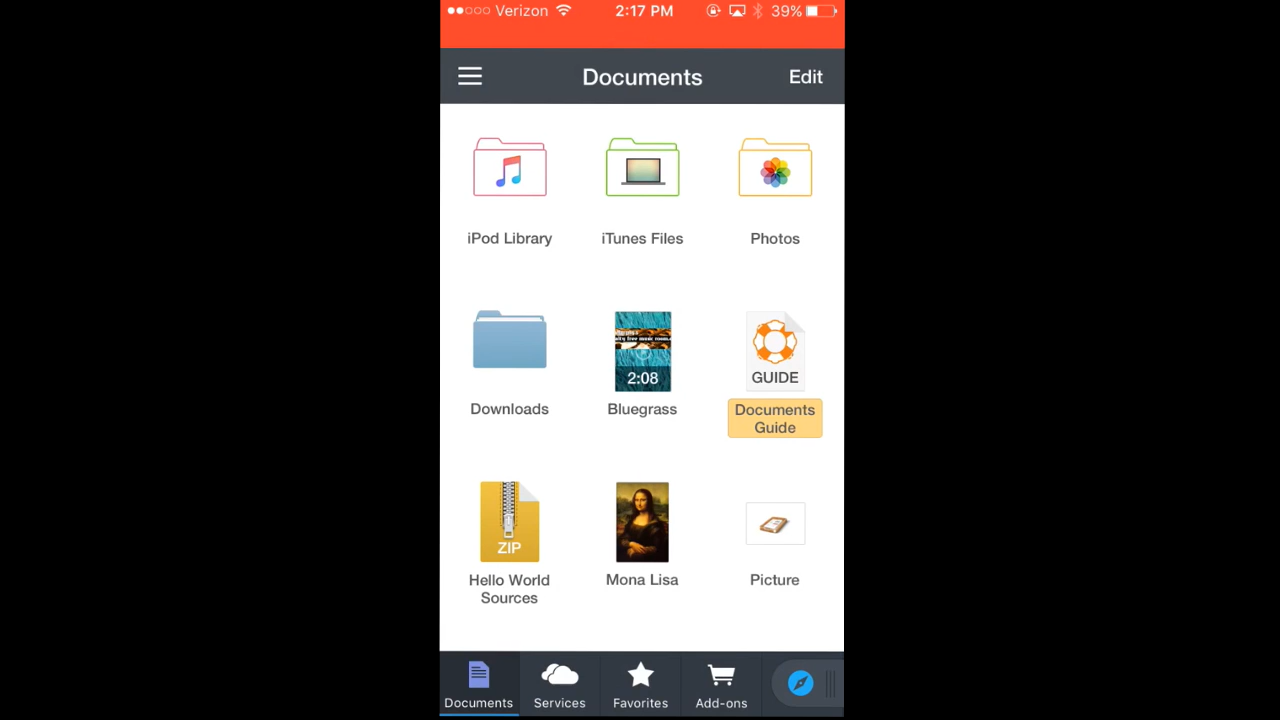 Verizon 2:17 PM 39%
Documents Edit
iPod Library iTunes Files Photos
2:08 GUIDE
Downloads Bluegrass Documents
Guide
ZIP
Hello World Mona Lisa Picture
Sources
Documents Services Favorites Add-ons